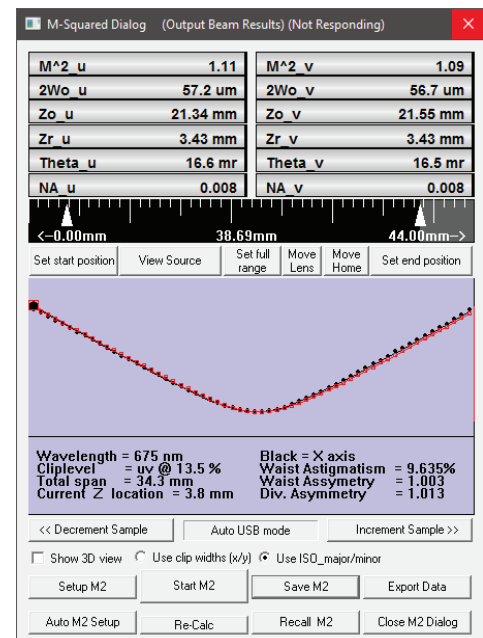 M-Squared Dialog (Output Beam Results) (Not Responding)
M^2_u 1.11 M^2_v 1.09
2Wo_u 57.2 um 2Wo_v 56.7 um
Zo_u 21.34 mm Zo_v 21.55 mm
Zr_u 3.43 mm Zr_v 3.43 mm
Theta_u 16.6 mr Theta_v 16.5 mr
NA_u 0.008 NA_v 0.008
<--0.00mm 38.69mm 44.00mm-->
Set start position View Source Set full range Move Lens Move Home Set end position
Wavelength = 675 nm Black = X axis
Cliplevel = uv @ 13.5 % Waist Astigmatism = 9.635%
Total span = 34.3 mm Waist Assymetry = 1.003
Current Z location = 3.8 mm Div. Asymmetry = 1.013
<< Decrement Sample Auto USB mode Increment Sample >>
Show 3D view Use clip widths (x/y) Use ISO_major/minor
Setup M2 Start M2 Save M2 Export Data
Auto M2 Setup Re-Calc Recall M2 Close M2 Dialog